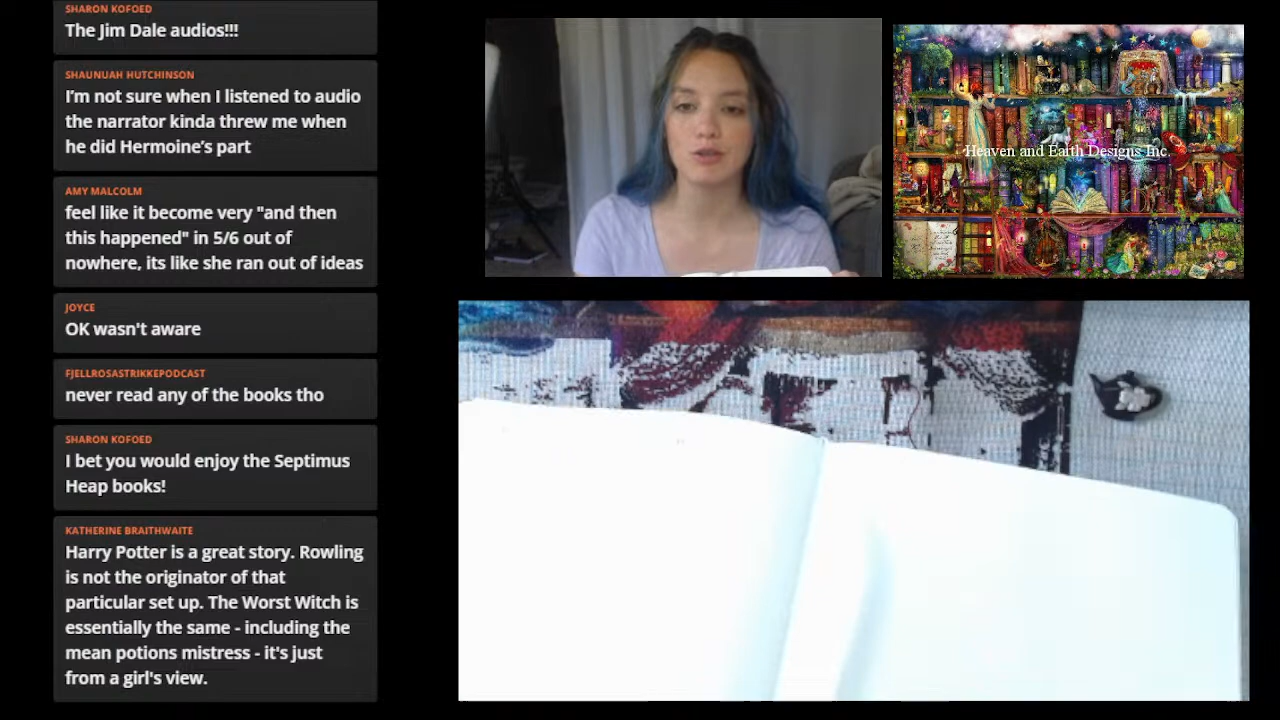 SHARON KOFOED
The Jim Dale audios!!!
SHAUNUAH HUTCHINSON
I'm not sure when I listened to audio
the narrator kinda threw me when
he did Hermoine's part
AMY MALCOLM
feel like it become very "and then
this happened" in 5/6 out of
nowhere, its like she ran out of ideas
JOYCE
OK wasn't aware
FJELLROSASTRIKKEPODCAST
never read any of the books tho
SHARON KOFOED
I bet you would enjoy the Septimus
Heap books!
KATHERINE BRAITHWAITE
Harry Potter is a great story. Rowling
is not the originator of that
particular set up. The Worst Witch is
essentially the same - including the
mean potions mistress - it's just
from a girl's view.
Heaven and Earth Designs Inc.